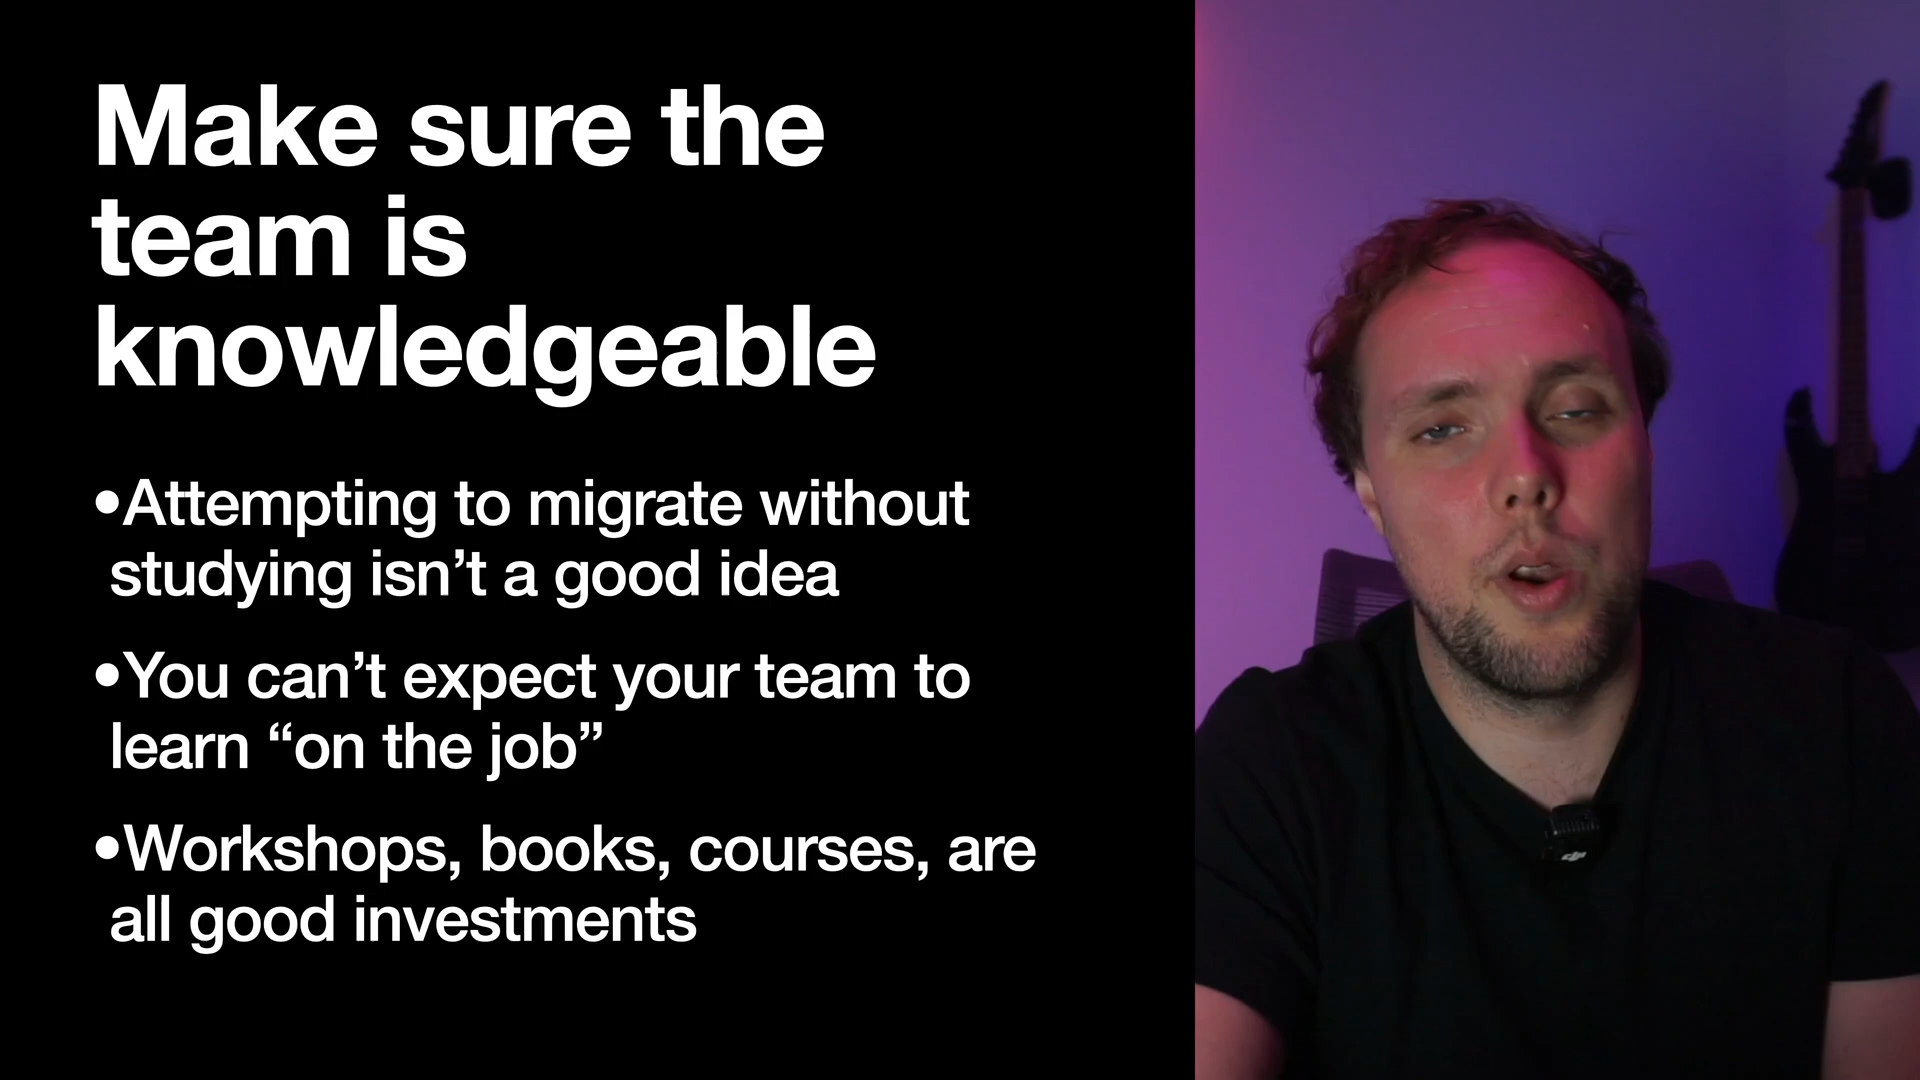 Make sure the
team is
knowledgeable
•Attempting to migrate without
studying isn’t a good idea
•You can’t expect your team to
learn “on the job”
•Workshops, books, courses, are
all good investments
dji